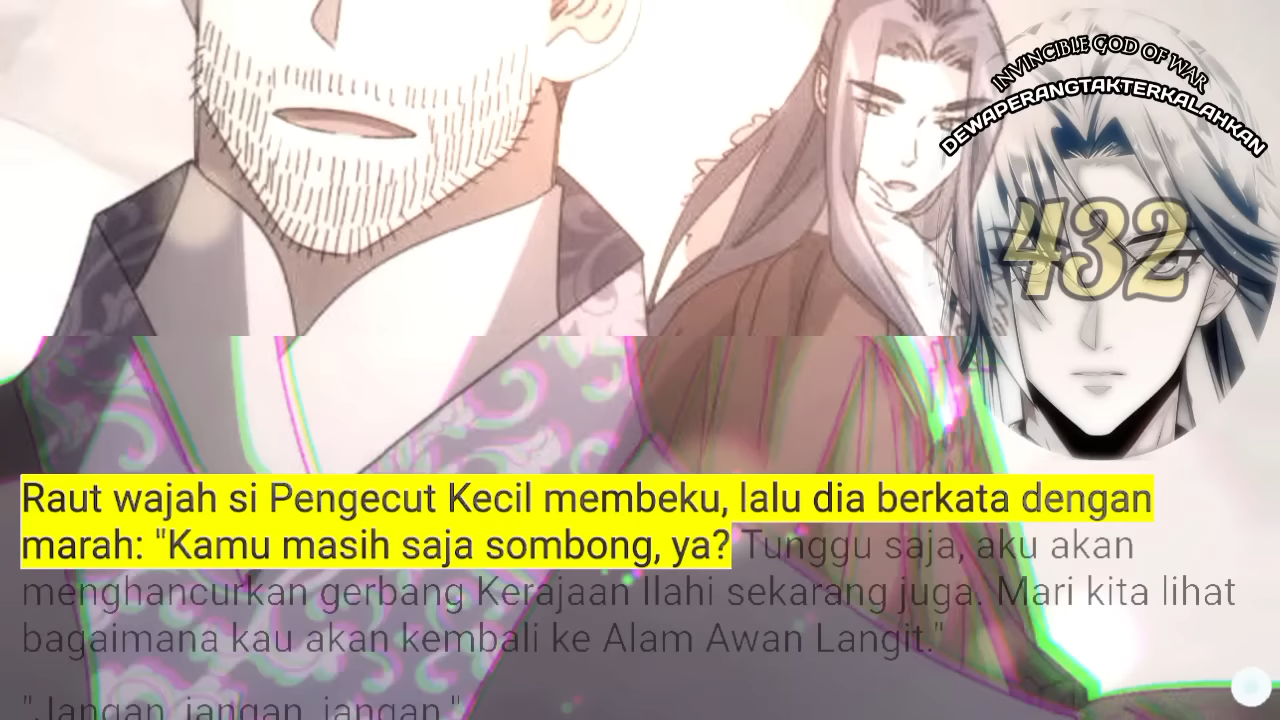 INVINCIBLE GOD OF WAR
DEWAPERANGTAKTERKALAHKAN
432
Raut wajah si Pengecut Kecil membeku, lalu dia berkata dengan
marah: "Kamu masih saja sombong, ya? Tunggu saja, aku akan
menghancurkan gerbang Kerajaan Ilahi sekarang juga. Mari kita lihat
bagaimana kau akan kembali ke Alam Awan Langit."
"Jangan, jangan, jangan."